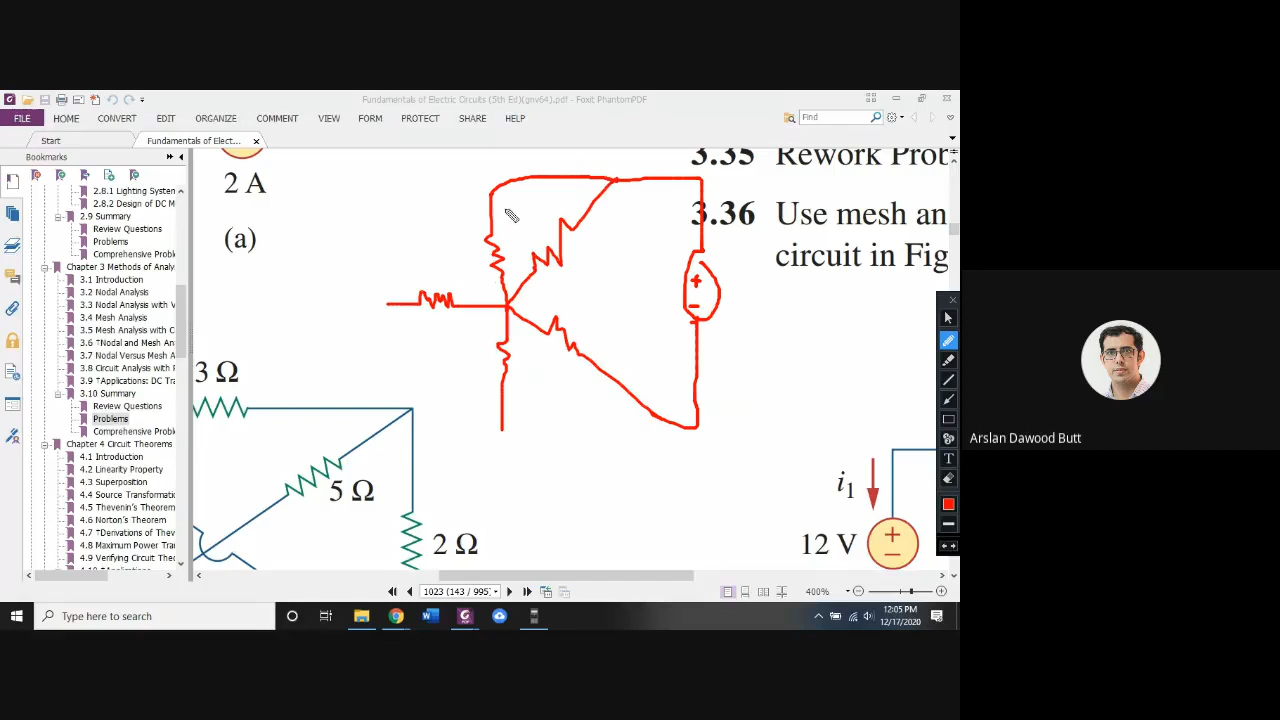 Fundamentals of Electric Circuits (5th Ed)(gnv64).pdf - Foxit PhantomPDF
FILE HOME CONVERT EDIT ORGANIZE COMMENT VIEW FORM PROTECT SHARE HELP
Find
Start
Fundamentals of Elect...
Bookmarks
2.8.1 Lighting System
2.8.2 Design of DC M
2.9 Summary
Review Questions
Problems
Comprehensive Probl
Chapter 3 Methods of Analy
3.1 Introduction
3.2 Nodal Analysis
3.3 Nodal Analysis with V
3.4 Mesh Analysis
3.5 Mesh Analysis with C
3.6 †Nodal and Mesh An
3.7 Nodal Versus Mesh A
3.8 Circuit Analysis with P
3.9 †Applications: DC Tra
3.10 Summary
Review Questions
Problems
Comprehensive Probl
Chapter 4 Circuit Theorems
4.1 Introduction
4.2 Linearity Property
4.3 Superposition
4.4 Source Transformatio
4.5 Thevenin's Theorem
4.6 Norton's Theorem
4.7 †Derivations of Thev
4.8 Maximum Power Tra
4.9 Verifying Circuit Thec
2 A
(a)
3.35 Rework Prob
3.36 Use mesh an
circuit in Fig
+
−
3 Ω
5 Ω
2 Ω
i1
12 V
+
−
1023 (143 / 995)
400%
Type here to search
12:05 PM
12/17/2020
Arslan Dawood Butt